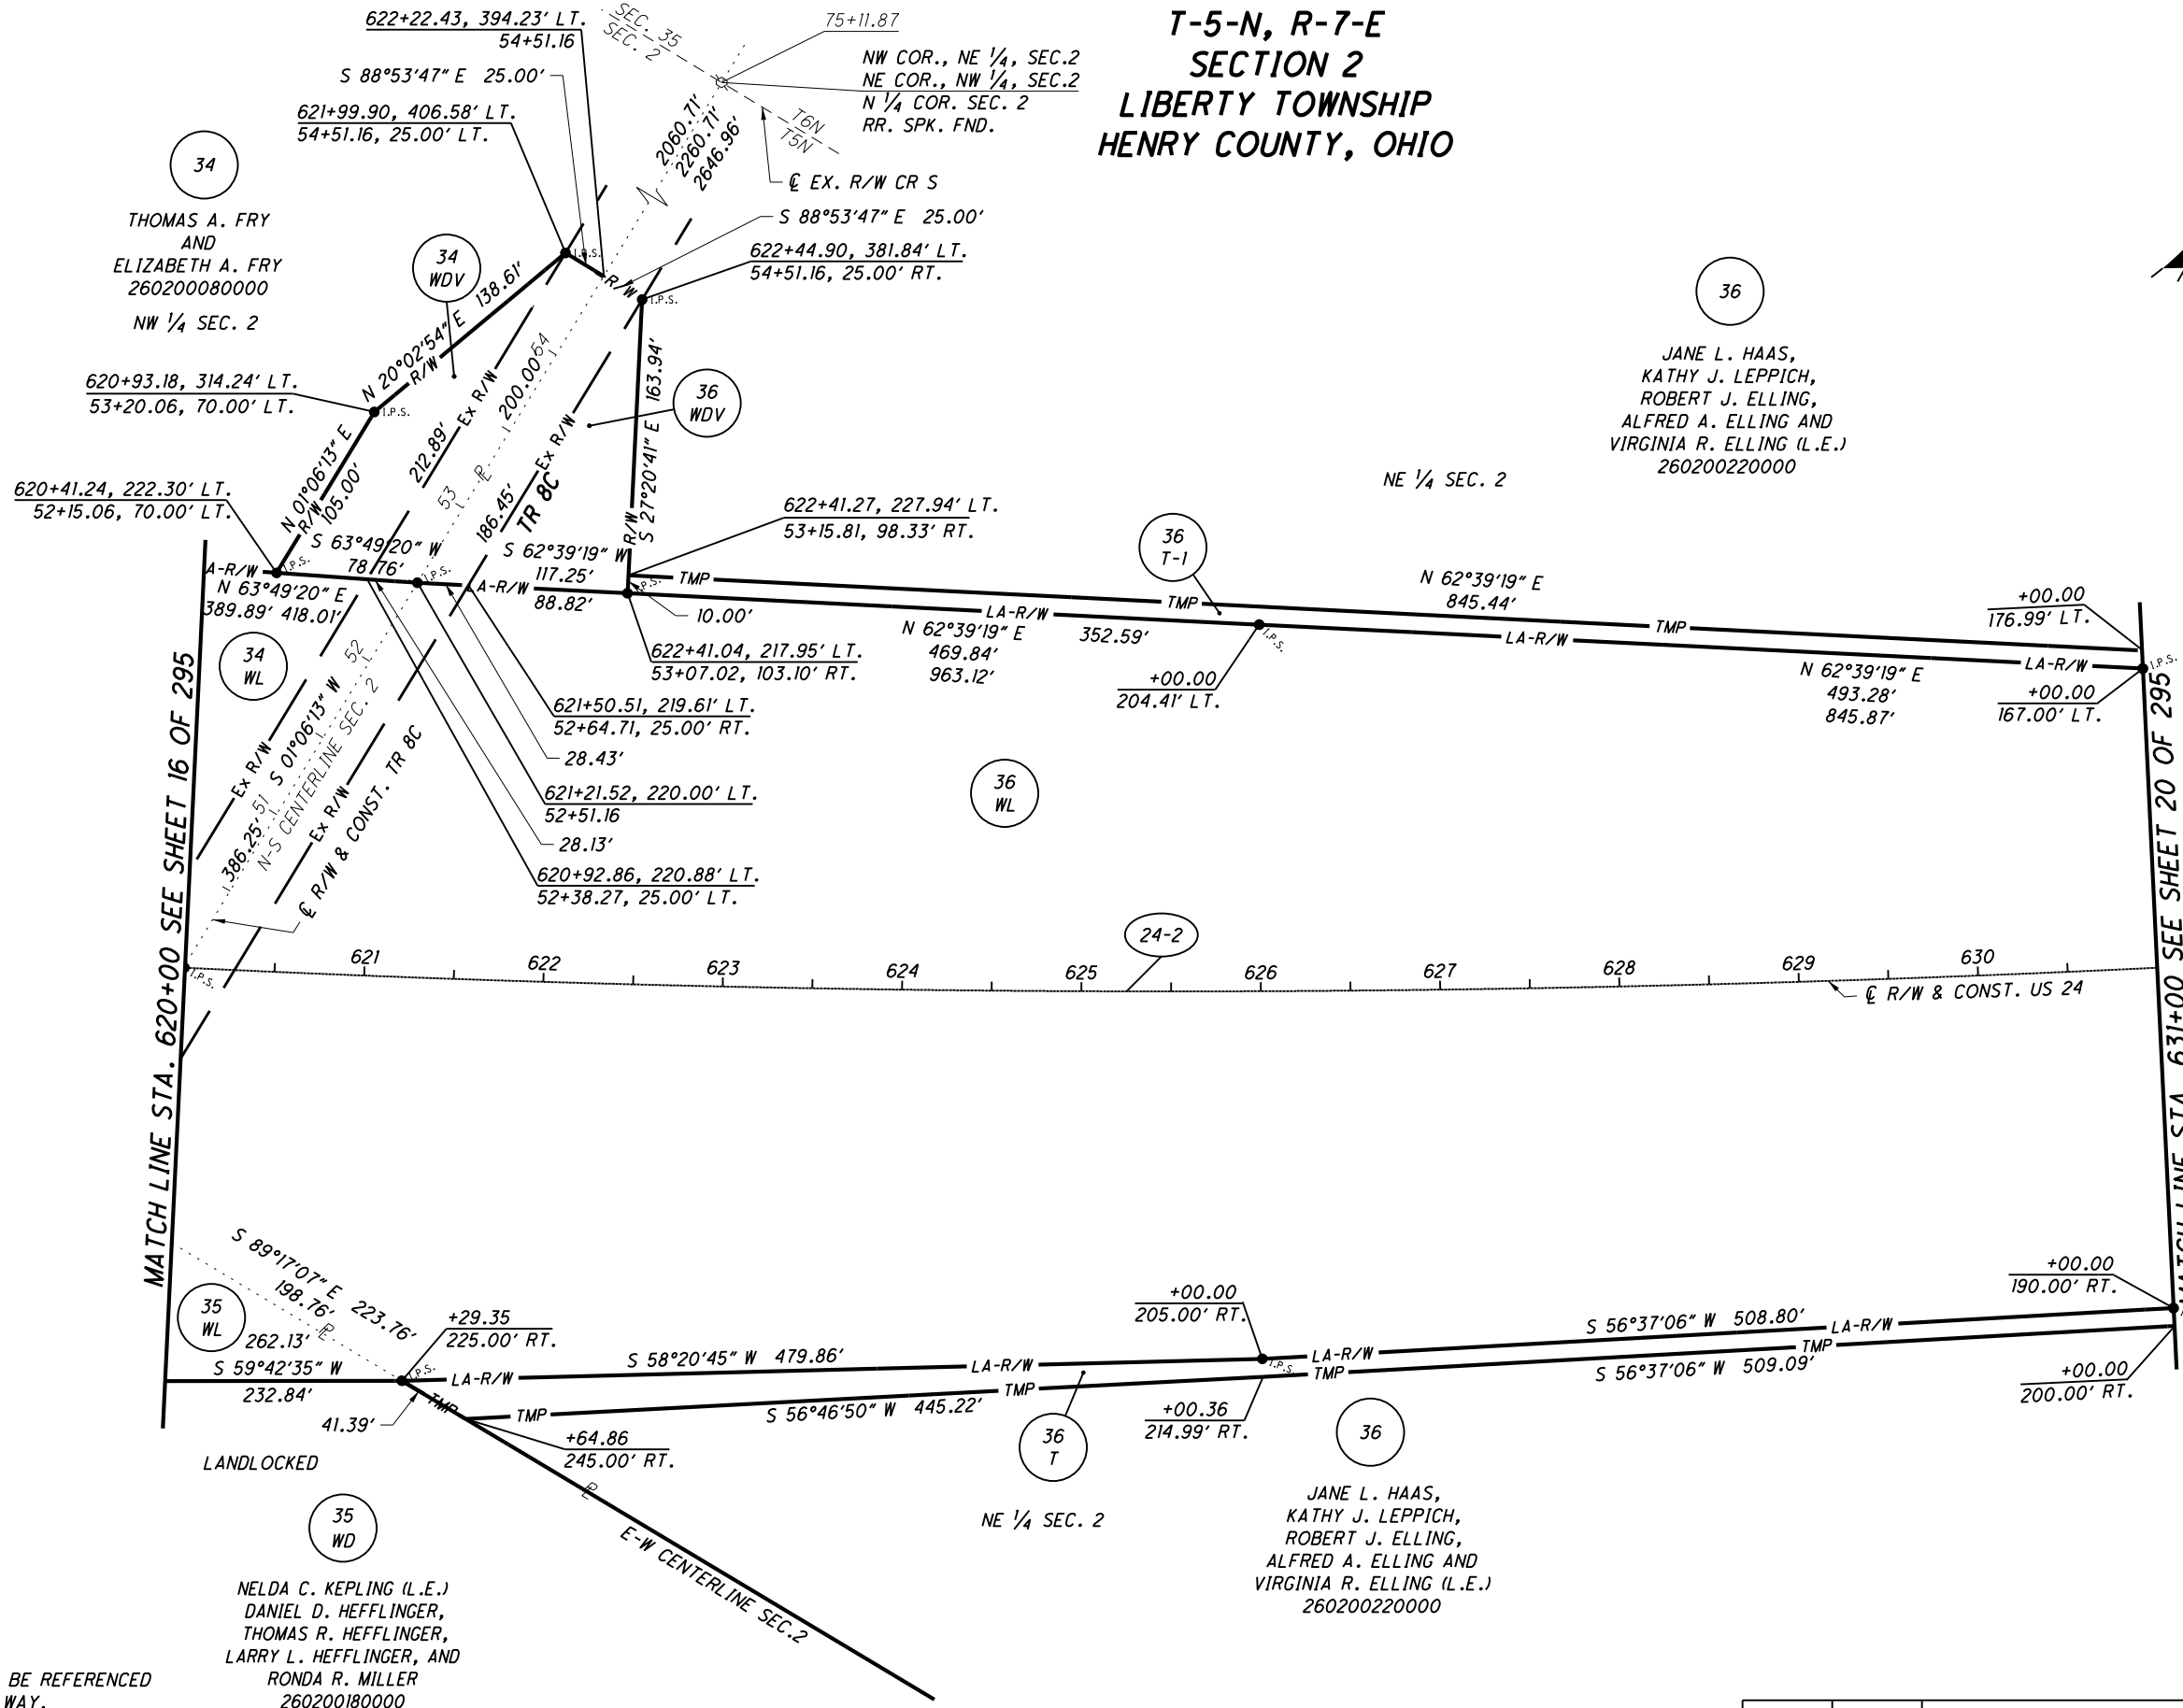 T-5-N, R-7-E
SECTION 2
LIBERTY TOWNSHIP
HENRY COUNTY, OHIO
622+22.43, 394.23' LT.
54+51.16
S 88°53'47" E 25.00'
621+99.90, 406.58' LT.
54+51.16, 25.00' LT.
SEC. 35
SEC. 2
75+11.87
NW COR., NE 1/4, SEC.2
NE COR., NW 1/4, SEC.2
N 1/4 COR. SEC. 2
RR. SPK. FND.
T6N
T5N
2060.71'
2260.71'
2646.96'
℄ EX. R/W CR S
S 88°53'47" E 25.00'
622+44.90, 381.84' LT.
54+51.16, 25.00' RT.
34
THOMAS A. FRY
AND
ELIZABETH A. FRY
260200080000
NW 1/4 SEC. 2
34
WDV
I.P.S.
R/W
I.P.S.
N 20°02'54" E 138.61'
R/W
620+93.18, 314.24' LT.
53+20.06, 70.00' LT.
I.P.S.
N 01°06'13" E
R/W
105.00'
620+41.24, 222.30' LT.
52+15.06, 70.00' LT.
212.89'
Ex R/W
200.00'
54
Ex R/W
53
℄
186.45'
TR 8C
36
WDV
S 27°20'41" E 163.94'
R/W
36
JANE L. HAAS,
KATHY J. LEPPICH,
ROBERT J. ELLING,
ALFRED A. ELLING AND
VIRGINIA R. ELLING (L.E.)
260200220000
NE 1/4 SEC. 2
622+41.27, 227.94' LT.
53+15.81, 98.33' RT.
36
T-1
S 63°49'20" W
78.76'
S 62°39'19" W
117.25'
A-R/W
I.P.S.
I.P.S.
LA-R/W
I.P.S.
TMP
TMP
TMP
N 62°39'19" E
845.44'
+00.00
176.99' LT.
N 63°49'20" E
389.89' 418.01'
88.82'
10.00'
LA-R/W
LA-R/W
LA-R/W
I.P.S.
I.P.S.
N 62°39'19" E
469.84'
963.12'
352.59'
+00.00
204.41' LT.
N 62°39'19" E
493.28'
845.87'
+00.00
167.00' LT.
34
WL
52
622+41.04, 217.95' LT.
53+07.02, 103.10' RT.
621+50.51, 219.61' LT.
52+64.71, 25.00' RT.
28.43'
621+21.52, 220.00' LT.
52+51.16
28.13'
620+92.86, 220.88' LT.
52+38.27, 25.00' LT.
36
WL
MATCH LINE STA. 620+00 SEE SHEET 16 OF 295
MATCH LINE STA. 631+00 SEE SHEET 20 OF 295
Ex R/W
S 01°06'13" W
51
386.25'
N-S CENTERLINE SEC. 2
Ex R/W
℄ R/W & CONST. TR 8C
I.P.S.
24-2
621
622
623
624
625
626
627
628
629
630
℄ R/W & CONST. US 24
S 89°17'07" E 223.76'
198.76'
35
WL
262.13'
S 59°42'35" W
232.84'
+29.35
225.00' RT.
I.P.S.
LA-R/W
S 58°20'45" W 479.86'
LA-R/W
+00.00
205.00' RT.
I.P.S.
LA-R/W
S 56°37'06" W 508.80'
LA-R/W
+00.00
190.00' RT.
TMP
41.39'
TMP
S 56°46'50" W 445.22'
TMP
TMP
S 56°37'06" W 509.09'
TMP
+00.00
200.00' RT.
+64.86
245.00' RT.
+00.36
214.99' RT.
36
T
36
LANDLOCKED
NE 1/4 SEC. 2
E-W CENTERLINE SEC.2
35
WD
NELDA C. KEPLING (L.E.)
DANIEL D. HEFFLINGER,
THOMAS R. HEFFLINGER,
LARRY L. HEFFLINGER, AND
RONDA R. MILLER
260200180000
JANE L. HAAS,
KATHY J. LEPPICH,
ROBERT J. ELLING,
ALFRED A. ELLING AND
VIRGINIA R. ELLING (L.E.)
260200220000
BE REFERENCED
WAY.